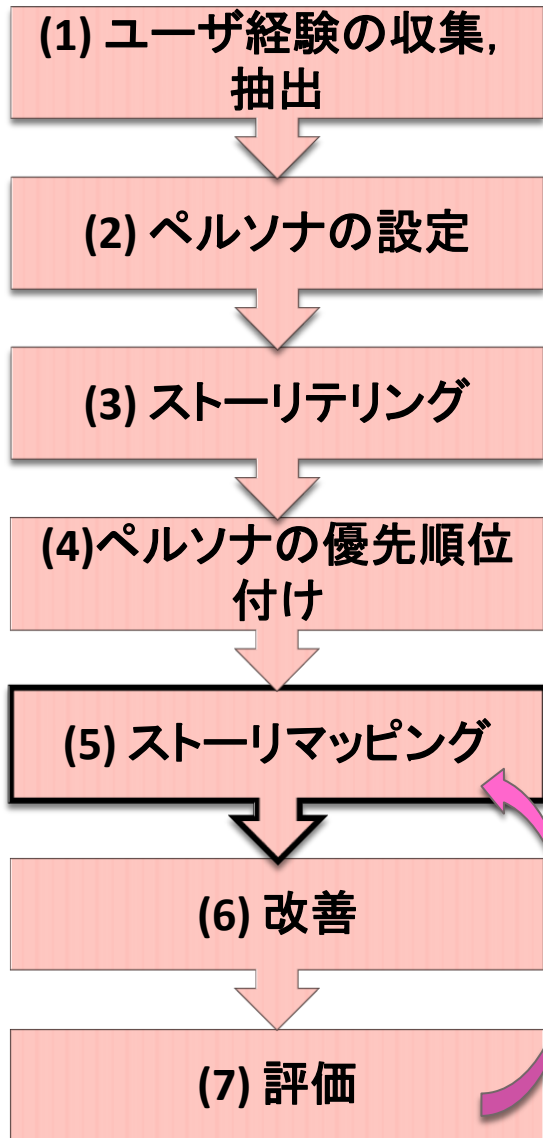 (1) ユーザ経験の収集,
抽出
(2) ペルソナの設定
(3) ストーリテリング
(4)ペルソナの優先順位
付け
(5) ストーリマッピング
(6) 改善
(7) 評価